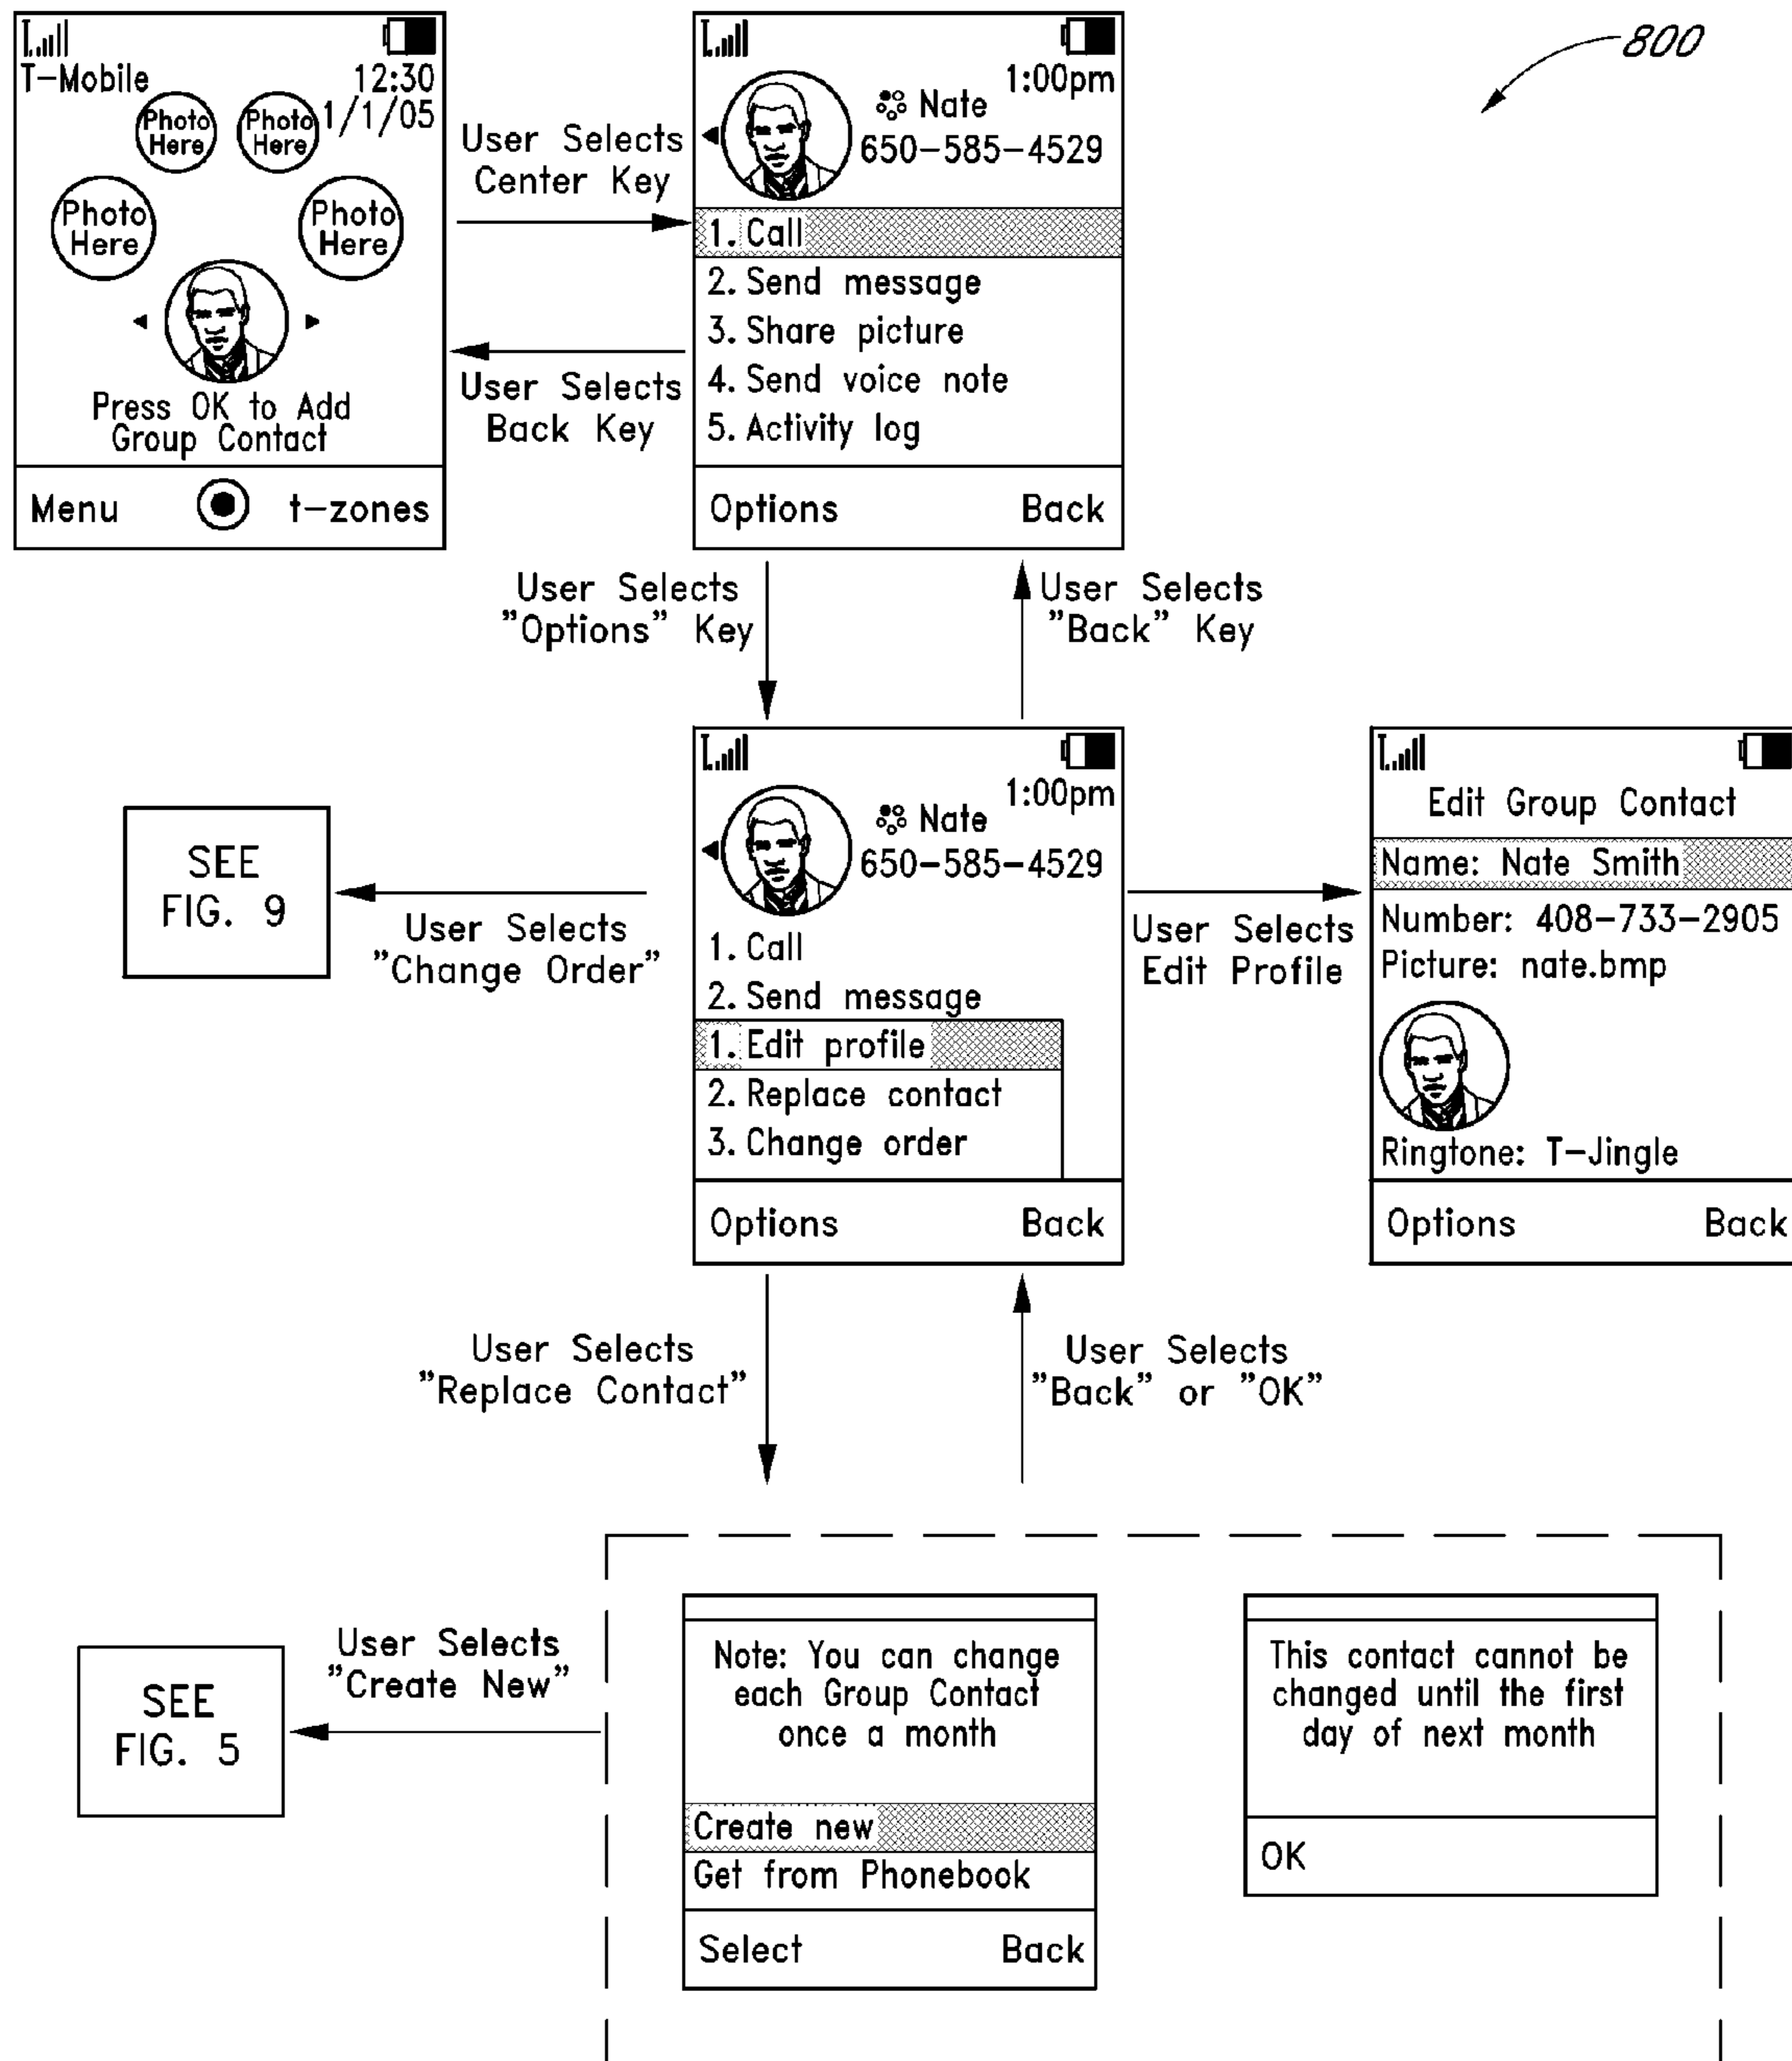 T-Mobile
12:30
1/1/05
Photo
Here
Photo
Here
Photo
Here
Photo
Here
Press OK to Add
Group Contact
Menu
t-zones
User Selects
Center Key
User Selects
Back Key
1:00pm
Nate
650-585-4529
1. Call
2. Send message
3. Share picture
4. Send voice note
5. Activity log
Options
Back
800
User Selects
"Options" Key
User Selects
"Back" Key
SEE
FIG. 9
User Selects
"Change Order"
1:00pm
Nate
650-585-4529
1. Call
2. Send message
1. Edit profile
2. Replace contact
3. Change order
Options
Back
User Selects
Edit Profile
Edit Group Contact
Name: Nate Smith
Number: 408-733-2905
Picture: nate.bmp
Ringtone: T-Jingle
Options
Back
User Selects
"Replace Contact"
User Selects
"Back" or "OK"
SEE
FIG. 5
User Selects
"Create New"
Note: You can change
each Group Contact
once a month
Create new
Get from Phonebook
Select
Back
This contact cannot be
changed until the first
day of next month
OK